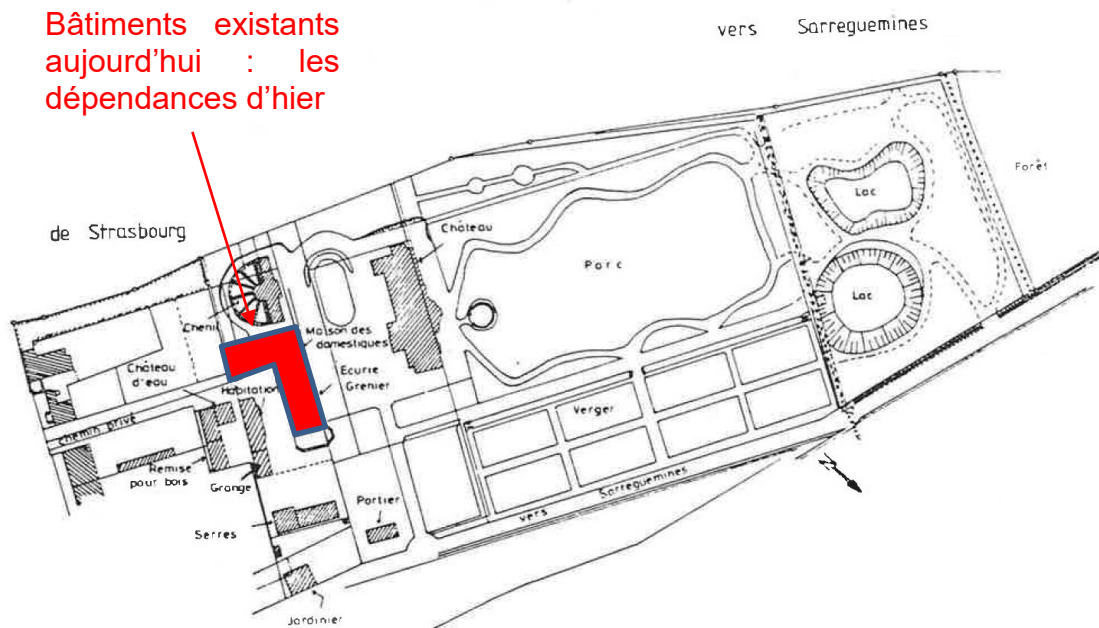 Bâtiments existants
aujourd’hui : les
dépendances d’hier
vers Sarreguemines
de Strasbourg
Forêt
Lac
Château
Parc
Lac
Chenil
Maison des
domestiques
Château
d'eau
Ecurie
Grenier
Habitation
Verger
chemin privé
Remise
pour bois
Grange
Portier
vers Sarreguemines
N
Serres
Jardinier